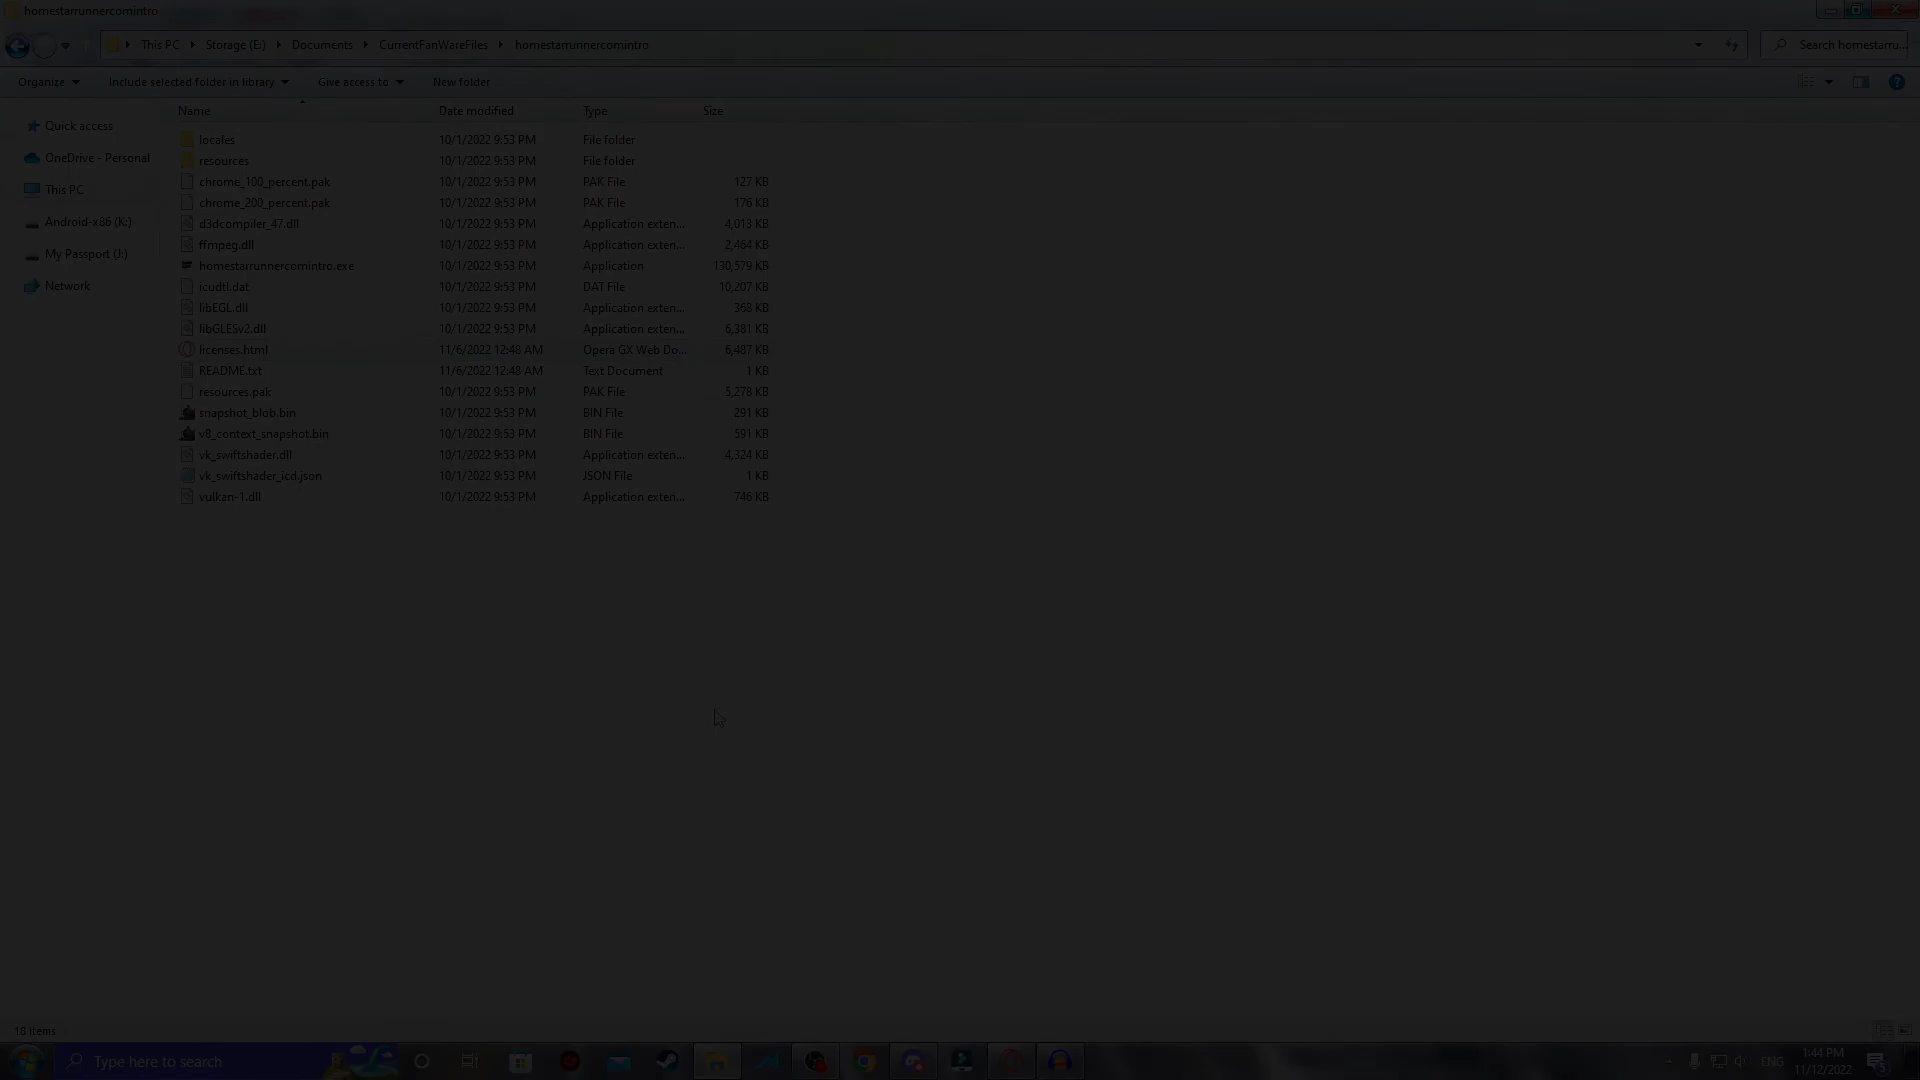 homestarrunnercomintro
This PC Storage (E:) Documents CurrentFanWareFiles homestarrunnercomintro Search homestarru...
Organize Include selected folder in library Give access to New folder
Name Date modified Type Size
Quick access
OneDrive - Personal
This PC
Android-x86 (K:)
My Passport (J:)
Network
locales 10/1/2022 9:53 PM File folder
resources 10/1/2022 9:53 PM File folder
chrome_100_percent.pak 10/1/2022 9:53 PM PAK File 127 KB
chrome_200_percent.pak 10/1/2022 9:53 PM PAK File 176 KB
d3dcompiler_47.dll 10/1/2022 9:53 PM Application exten... 4,013 KB
ffmpeg.dll 10/1/2022 9:53 PM Application exten... 2,464 KB
homestarrunnercomintro.exe 10/1/2022 9:53 PM Application 130,579 KB
icudtl.dat 10/1/2022 9:53 PM DAT File 10,207 KB
libEGL.dll 10/1/2022 9:53 PM Application exten... 368 KB
libGLESv2.dll 10/1/2022 9:53 PM Application exten... 6,381 KB
licenses.html 11/6/2022 12:48 AM Opera GX Web Do... 6,487 KB
README.txt 11/6/2022 12:48 AM Text Document 1 KB
resources.pak 10/1/2022 9:53 PM PAK File 5,278 KB
snapshot_blob.bin 10/1/2022 9:53 PM BIN File 291 KB
v8_context_snapshot.bin 10/1/2022 9:53 PM BIN File 591 KB
vk_swiftshader.dll 10/1/2022 9:53 PM Application exten... 4,324 KB
vk_swiftshader_icd.json 10/1/2022 9:53 PM JSON File 1 KB
vulkan-1.dll 10/1/2022 9:53 PM Application exten... 746 KB
18 items
Type here to search
ENG
1:44 PM
11/12/2022
5